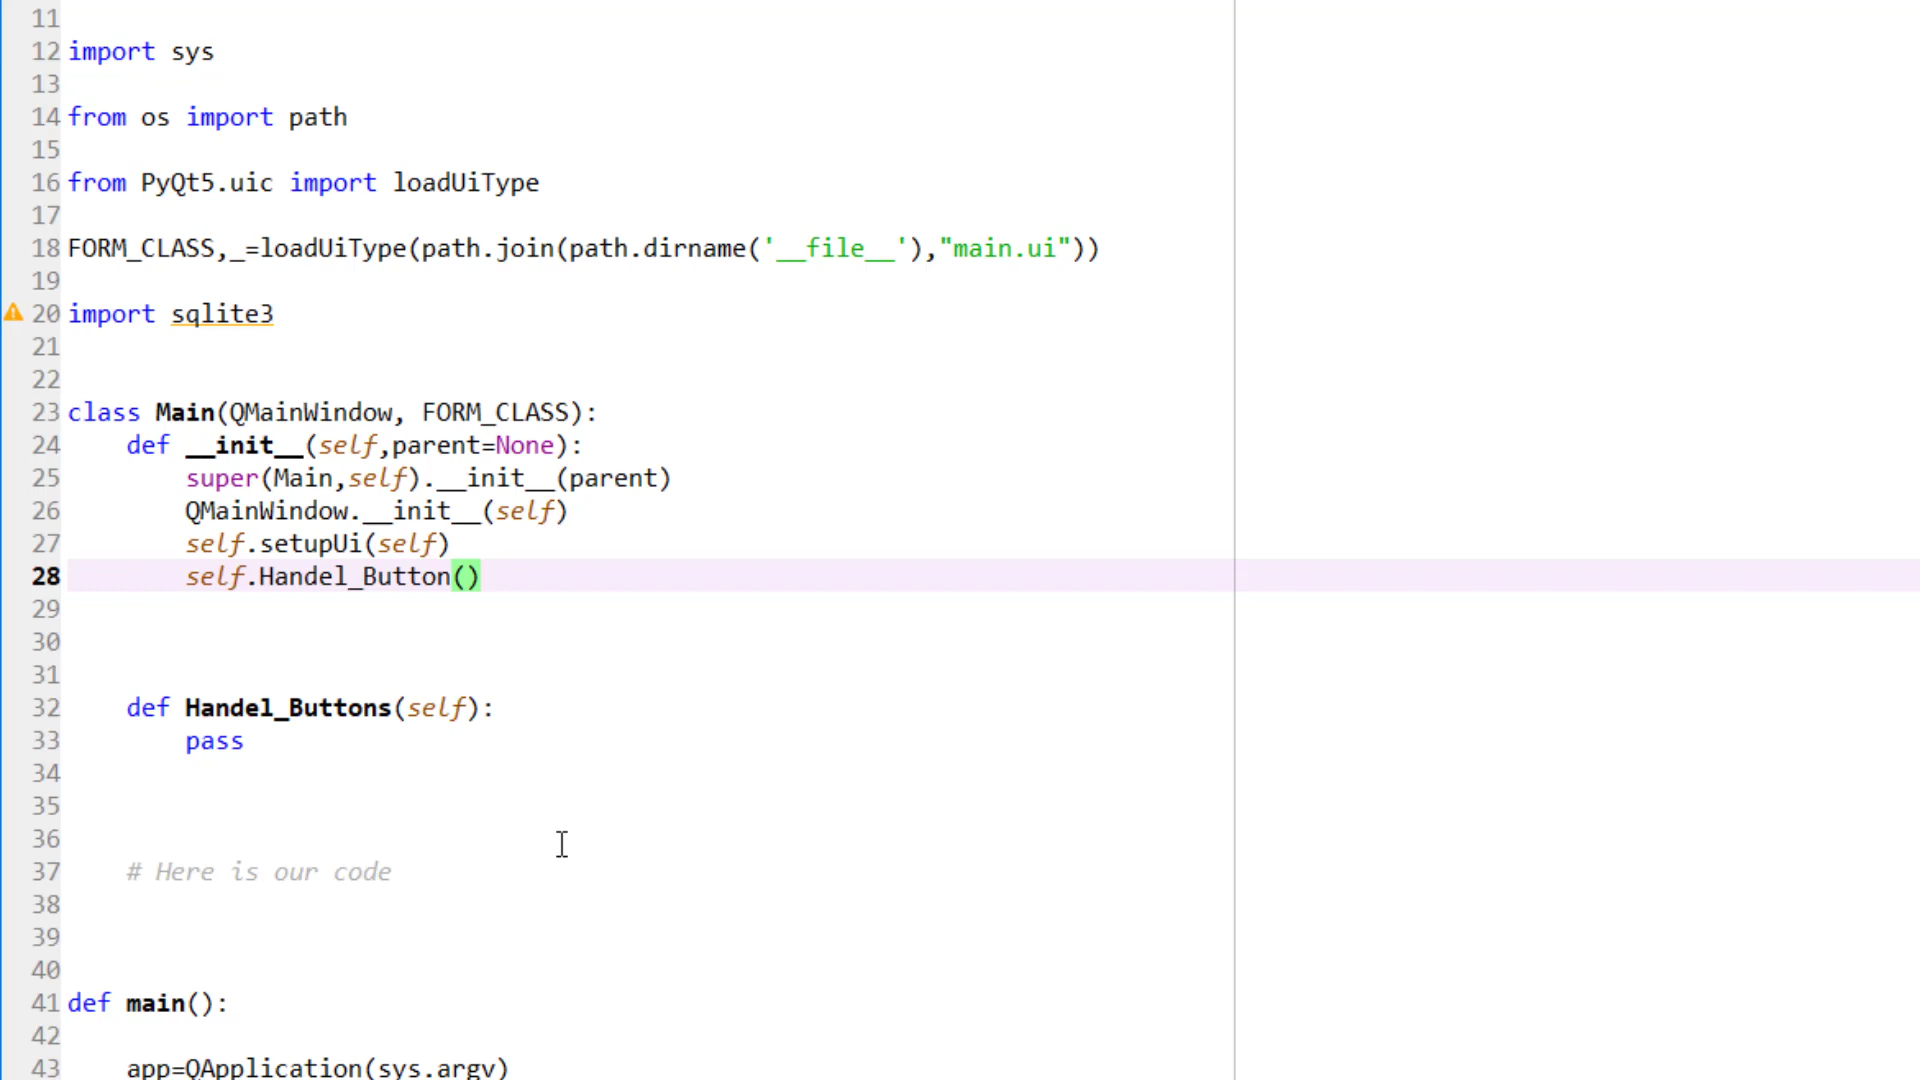 11
12 import sys
13
14 from os import path
15
16 from PyQt5.uic import loadUiType
17
18 FORM_CLASS,_=loadUiType(path.join(path.dirname('__file__'),"main.ui"))
19
20 import sqlite3
21
22
23 class Main(QMainWindow, FORM_CLASS):
24     def __init__(self,parent=None):
25         super(Main,self).__init__(parent)
26         QMainWindow.__init__(self)
27         self.setupUi(self)
28         self.Handel_Button()
29
30
31
32     def Handel_Buttons(self):
33         pass
34
35
36
37     # Here is our code
38
39
40
41 def main():
42
43     app=QApplication(sys.argv)